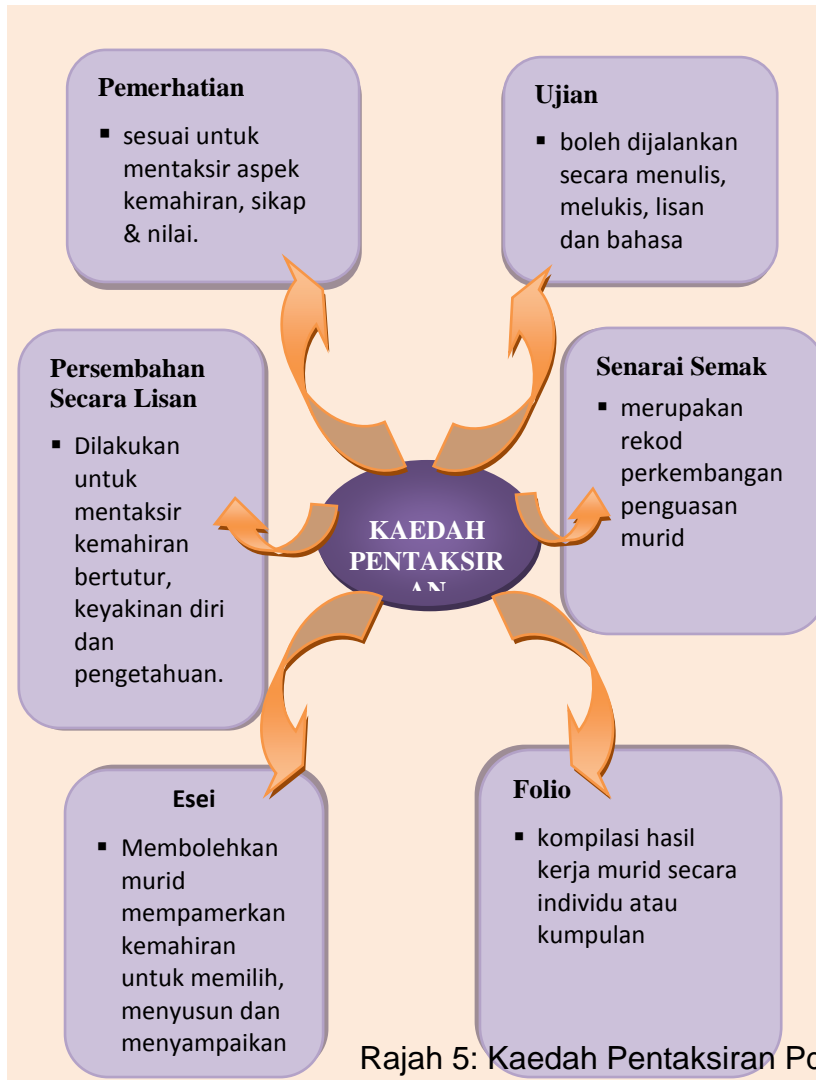 Pemerhatian
▪ sesuai untuk
mentaksir aspek
kemahiran, sikap
& nilai.
Ujian
▪ boleh dijalankan
secara menulis,
melukis, lisan
dan bahasa
Persembahan
Secara Lisan
▪ Dilakukan
untuk
mentaksir
kemahiran
bertutur,
keyakinan diri
dan
pengetahuan.
Senarai Semak
▪ merupakan
rekod
perkembangan
penguasan
murid
KAEDAH
PENTAKSIR
AN
Esei
▪ Membolehkan
murid
mempamerkan
kemahiran
untuk memilih,
menyusun dan
menyampaikan
Folio
▪ kompilasi hasil
kerja murid secara
individu atau
kumpulan
Rajah 5: Kaedah Pentaksiran